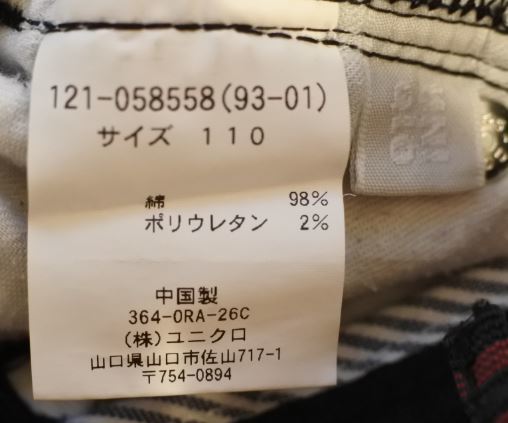 121-058558(93-01)
サイズ 110
綿 98%
ポリウレタン 2%
中国製
364-0RA-26C
(株)ユニクロ
山口県山口市佐山717-1
〒754-0894